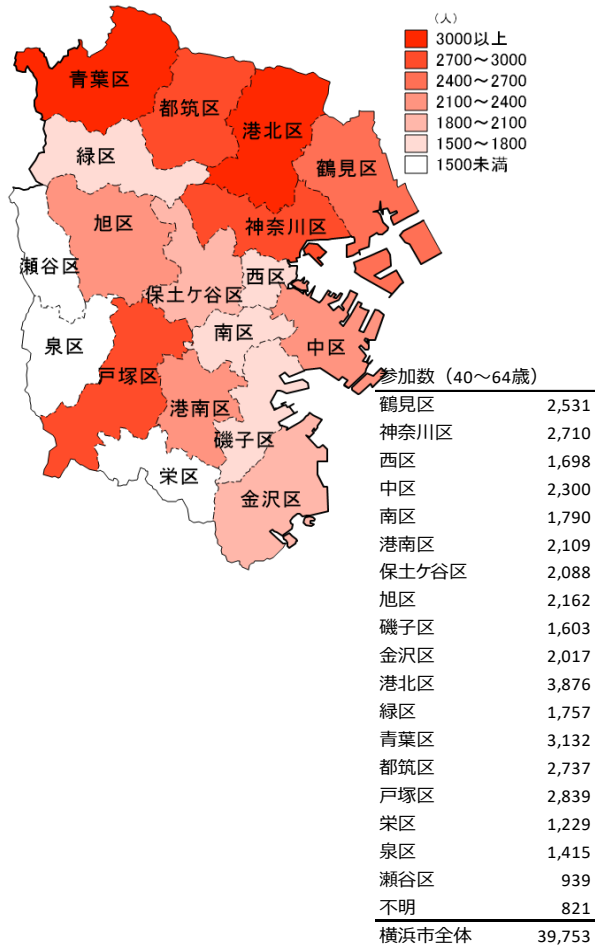 (人)
3000以上
2700～3000
2400～2700
2100～2400
1800～2100
1500～1800
1500未満
青葉区
都筑区
港北区
緑区
鶴見区
旭区
神奈川区
瀬谷区
保土ケ谷区
西区
泉区
南区
中区
戸塚区
港南区
磯子区
栄区
金沢区
参加数（40～64歳）
鶴見区 2,531
神奈川区 2,710
西区 1,698
中区 2,300
南区 1,790
港南区 2,109
保土ケ谷区 2,088
旭区 2,162
磯子区 1,603
金沢区 2,017
港北区 3,876
緑区 1,757
青葉区 3,132
都筑区 2,737
戸塚区 2,839
栄区 1,229
泉区 1,415
瀬谷区 939
不明 821
横浜市全体 39,753